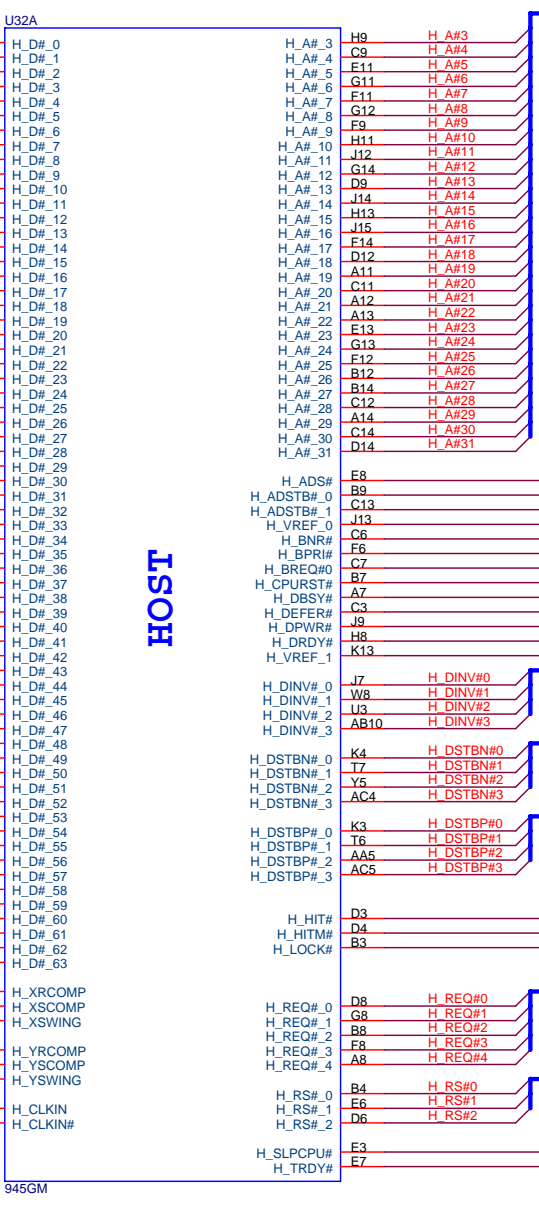 U32A
H_D#_0
H_D#_1
H_D#_2
H_D#_3
H_D#_4
H_D#_5
H_D#_6
H_D#_7
H_D#_8
H_D#_9
H_D#_10
H_D#_11
H_D#_12
H_D#_13
H_D#_14
H_D#_15
H_D#_16
H_D#_17
H_D#_18
H_D#_19
H_D#_20
H_D#_21
H_D#_22
H_D#_23
H_D#_24
H_D#_25
H_D#_26
H_D#_27
H_D#_28
H_D#_29
H_D#_30
H_D#_31
H_D#_32
H_D#_33
H_D#_34
H_D#_35
H_D#_36
H_D#_37
H_D#_38
H_D#_39
H_D#_40
H_D#_41
H_D#_42
H_D#_43
H_D#_44
H_D#_45
H_D#_46
H_D#_47
H_D#_48
H_D#_49
H_D#_50
H_D#_51
H_D#_52
H_D#_53
H_D#_54
H_D#_55
H_D#_56
H_D#_57
H_D#_58
H_D#_59
H_D#_60
H_D#_61
H_D#_62
H_D#_63
H_XRCOMP
H_XSCOMP
H_XSWING
H_YRCOMP
H_YSCOMP
H_YSWING
H_CLKIN
H_CLKIN#
HOST
H_A#_3 H9 H_A#3
H_A#_4 C9 H_A#4
H_A#_5 E11 H_A#5
H_A#_6 G11 H_A#6
H_A#_7 F11 H_A#7
H_A#_8 G12 H_A#8
H_A#_9 F9 H_A#9
H_A#_10 H11 H_A#10
H_A#_11 J12 H_A#11
H_A#_12 G14 H_A#12
H_A#_13 D9 H_A#13
H_A#_14 J14 H_A#14
H_A#_15 H13 H_A#15
H_A#_16 J15 H_A#16
H_A#_17 F14 H_A#17
H_A#_18 D12 H_A#18
H_A#_19 A11 H_A#19
H_A#_20 C11 H_A#20
H_A#_21 A12 H_A#21
H_A#_22 A13 H_A#22
H_A#_23 E13 H_A#23
H_A#_24 G13 H_A#24
H_A#_25 F12 H_A#25
H_A#_26 B12 H_A#26
H_A#_27 B14 H_A#27
H_A#_28 C12 H_A#28
H_A#_29 A14 H_A#29
H_A#_30 C14 H_A#30
H_A#_31 D14 H_A#31
H_ADS# E8
H_ADSTB#_0 B9
H_ADSTB#_1 C13
H_VREF_0 J13
H_BNR# C6
H_BPRI# F6
H_BREQ#0 C7
H_CPURST# B7
H_DBSY# A7
H_DEFER# C3
H_DPWR# J9
H_DRDY# H8
H_VREF_1 K13
H_DINV#_0 J7 H_DINV#0
H_DINV#_1 W8 H_DINV#1
H_DINV#_2 U3 H_DINV#2
H_DINV#_3 AB10 H_DINV#3
H_DSTBN#_0 K4 H_DSTBN#0
H_DSTBN#_1 T7 H_DSTBN#1
H_DSTBN#_2 Y5 H_DSTBN#2
H_DSTBN#_3 AC4 H_DSTBN#3
H_DSTBP#_0 K3 H_DSTBP#0
H_DSTBP#_1 T6 H_DSTBP#1
H_DSTBP#_2 AA5 H_DSTBP#2
H_DSTBP#_3 AC5 H_DSTBP#3
H_HIT# D3
H_HITM# D4
H_LOCK# B3
H_REQ#_0 D8 H_REQ#0
H_REQ#_1 G8 H_REQ#1
H_REQ#_2 B8 H_REQ#2
H_REQ#_3 F8 H_REQ#3
H_REQ#_4 A8 H_REQ#4
H_RS#_0 B4 H_RS#0
H_RS#_1 E6 H_RS#1
H_RS#_2 D6 H_RS#2
H_SLPCPU# E3
H_TRDY# E7
945GM